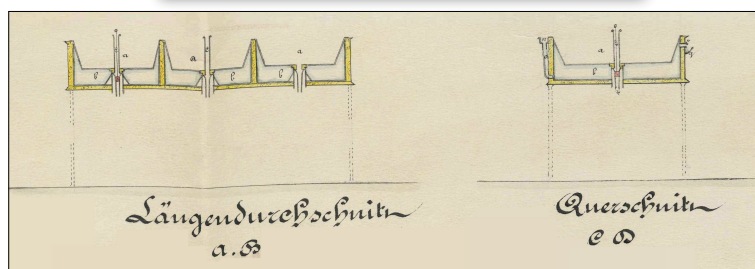 a a a
b b b
Längendurchschnitt
a. B
a
b
Querschnitt
C D